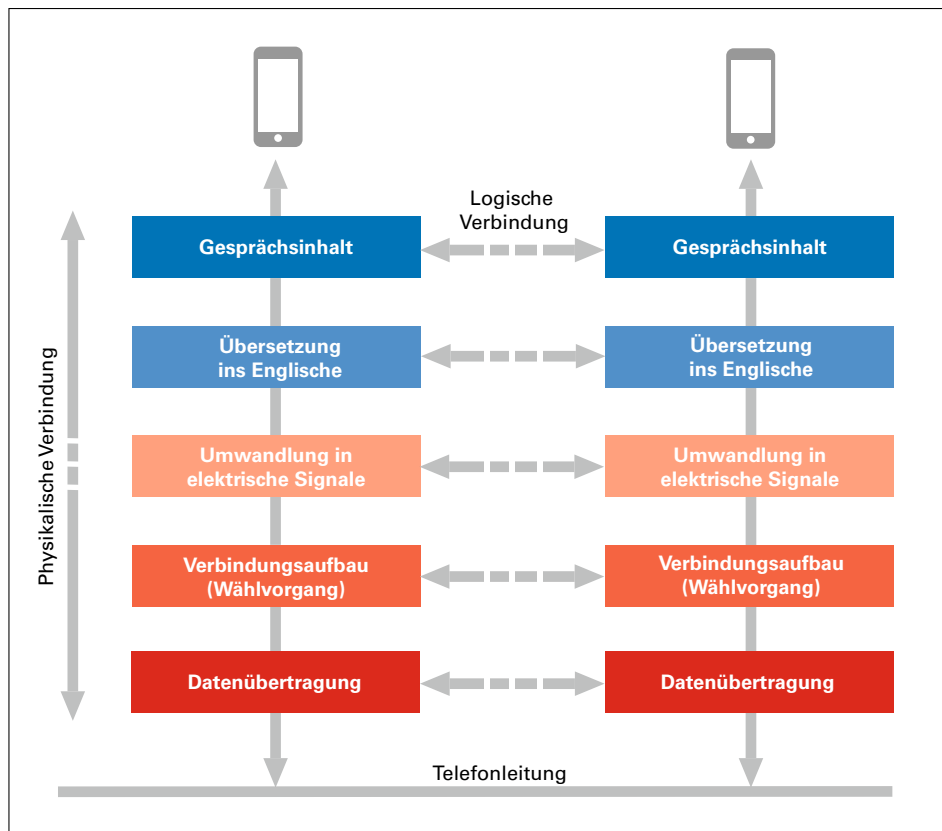 Logische
Verbindung
Gesprächsinhalt
Gesprächsinhalt
Übersetzung
ins Englische
Übersetzung
ins Englische
Physikalische Verbindung
Umwandlung in
elektrische Signale
Umwandlung in
elektrische Signale
Verbindungsaufbau
(Wählvorgang)
Verbindungsaufbau
(Wählvorgang)
Datenübertragung
Datenübertragung
Telefonleitung